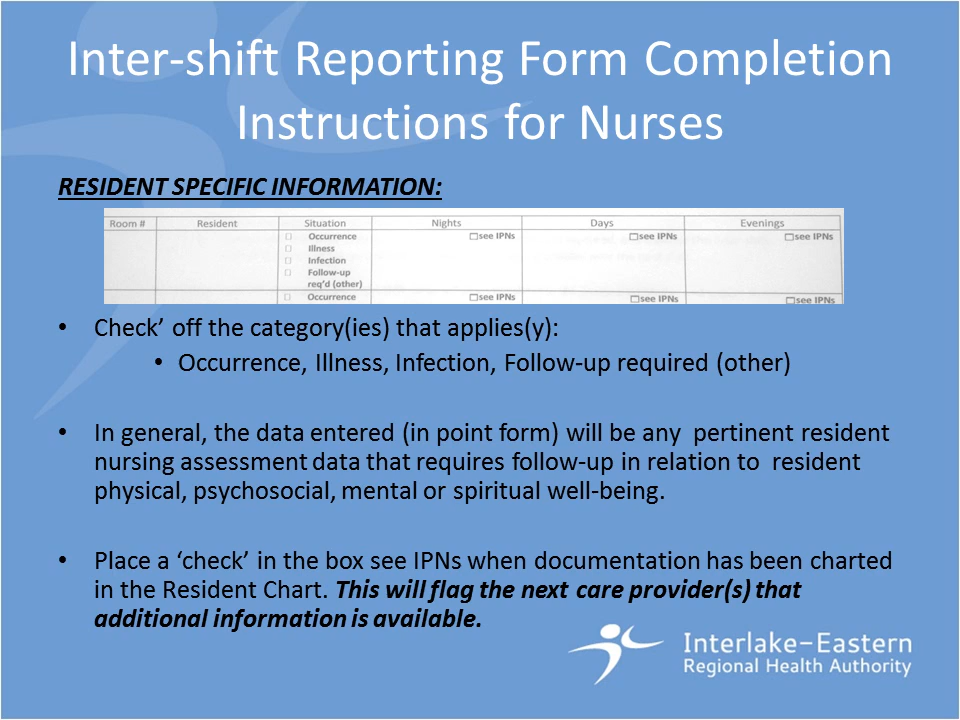 Inter-shift Reporting Form Completion
Instructions for Nurses
RESIDENT SPECIFIC INFORMATION:
Room # Resident Situation Nights Days Evenings
☐ Occurrence ☐see IPNs ☐see IPNs ☐see IPNs
☐ Illness
☐ Infection
☐ Follow-up
req'd (other)
☐ Occurrence ☐see IPNs ☐see IPNs ☐see IPNs
• Check’ off the category(ies) that applies(y):
• Occurrence, Illness, Infection, Follow-up required (other)
• In general, the data entered (in point form) will be any pertinent resident
nursing assessment data that requires follow-up in relation to resident
physical, psychosocial, mental or spiritual well-being.
• Place a ‘check’ in the box see IPNs when documentation has been charted
in the Resident Chart. This will flag the next care provider(s) that
additional information is available.
Interlake-Eastern
Regional Health Authority